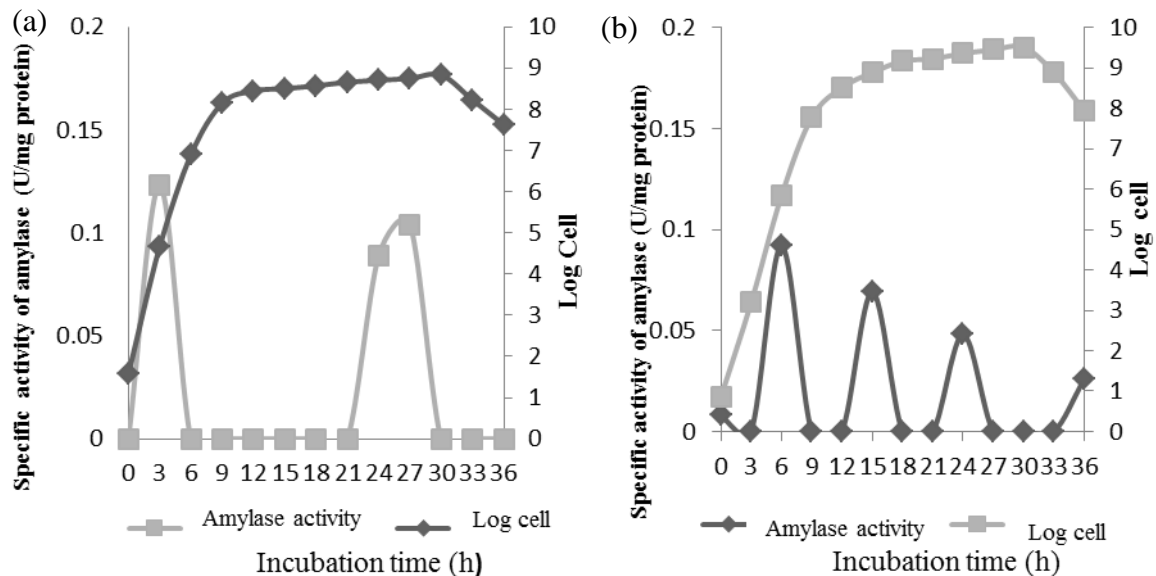 (a)
Specific activity of amylase (U/mg protein)
0.2
0.15
0.1
0.05
0
10
9
8
7
6
5
4
3
2
1
0
Log Cell
0 3 6 9 12 15 18 21 24 27 30 33 36
Amylase activity Log cell
Incubation time (h)
(b)
Specific activity of amylase (U/mg protein)
0.2
0.15
0.1
0.05
0
10
9
8
7
6
5
4
3
2
1
0
Log cell
0 3 6 9 12 15 18 21 24 27 30 33 36
Amylase activity Log cell
Incubation time (h)